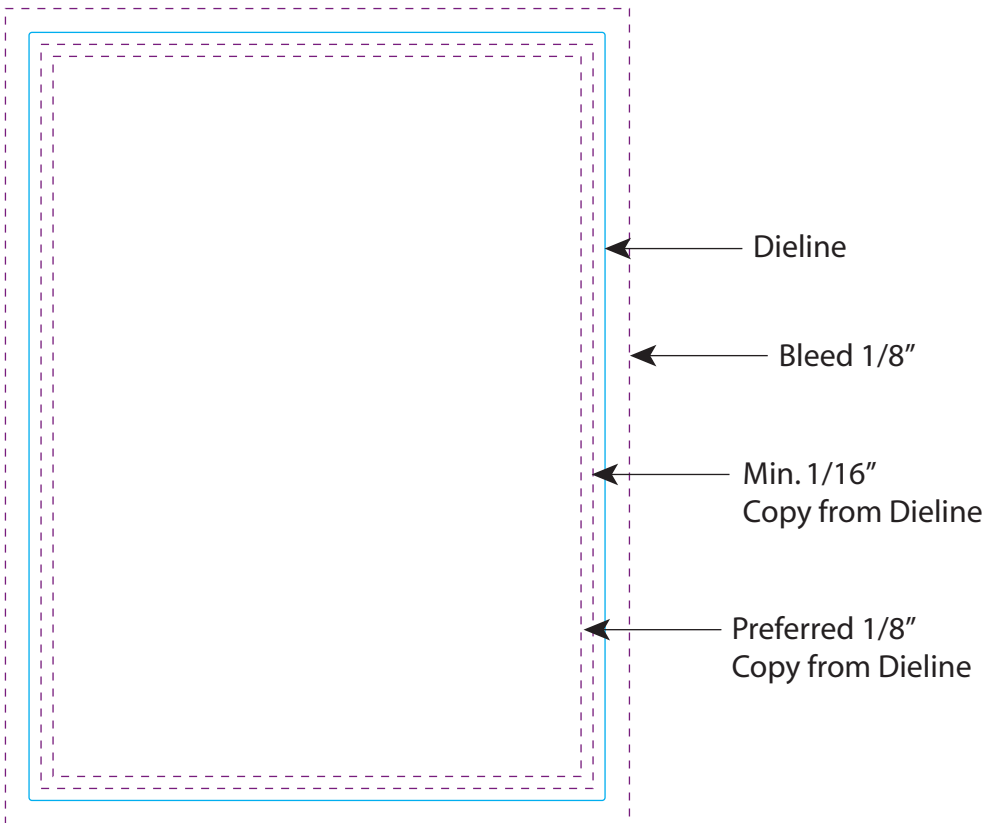 Dieline
Bleed 1/8”
Min. 1/16”
Copy from Dieline
Preferred 1/8”
Copy from Dieline